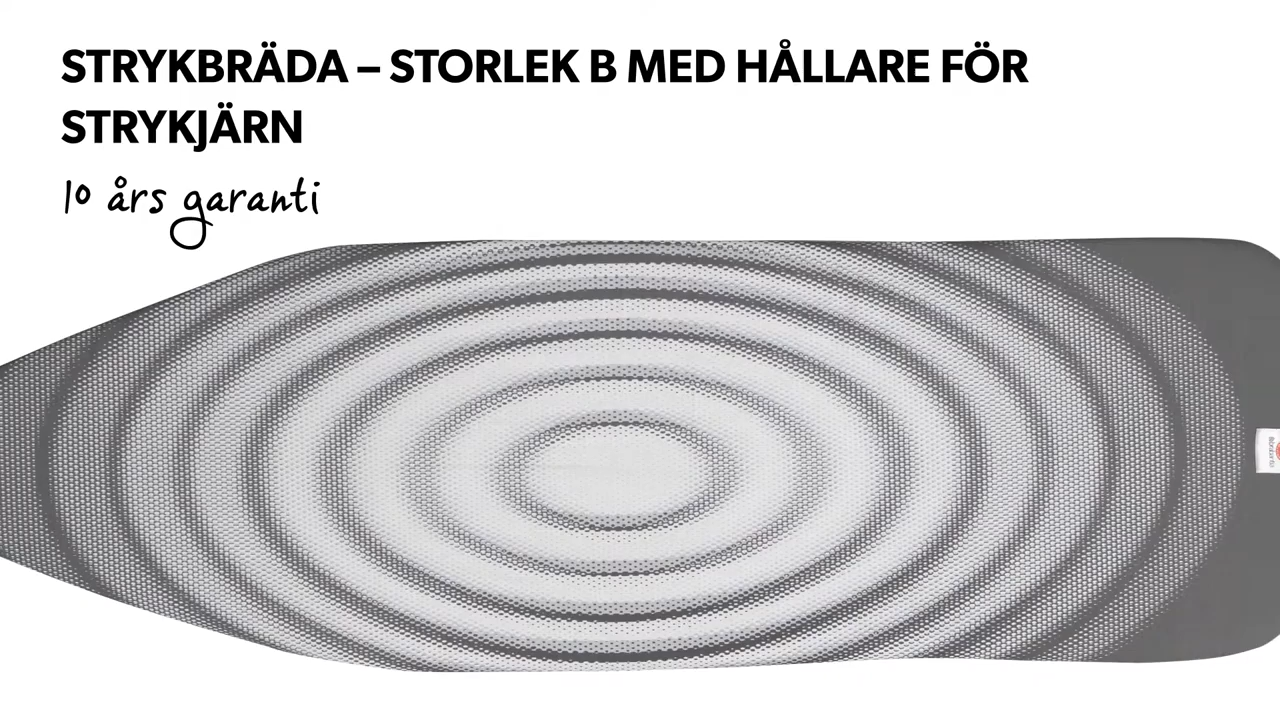 STRYKBRÄDA – STORLEK B MED HÅLLARE FÖR
STRYKJÄRN
10 års garanti